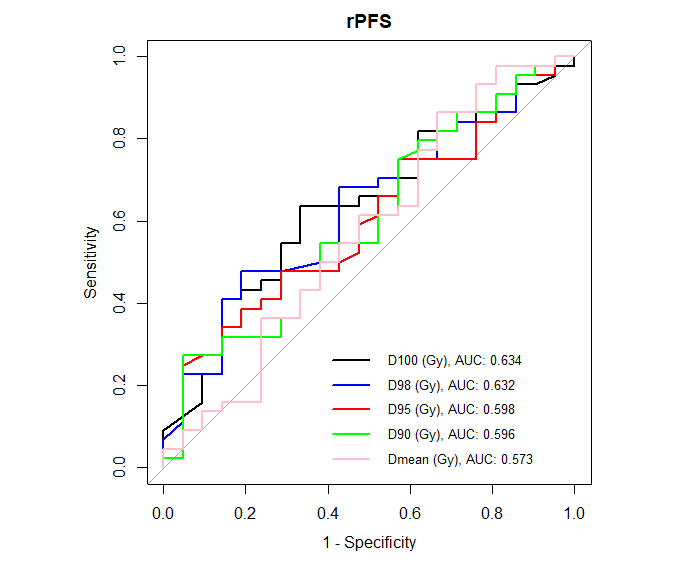 rPFS
Sensitivity
1.0
0.8
0.6
0.4
0.2
0.0
D100 (Gy), AUC: 0.634
D98 (Gy), AUC: 0.632
D95 (Gy), AUC: 0.598
D90 (Gy), AUC: 0.596
Dmean (Gy), AUC: 0.573
0.0 0.2 0.4 0.6 0.8 1.0
1 - Specificity